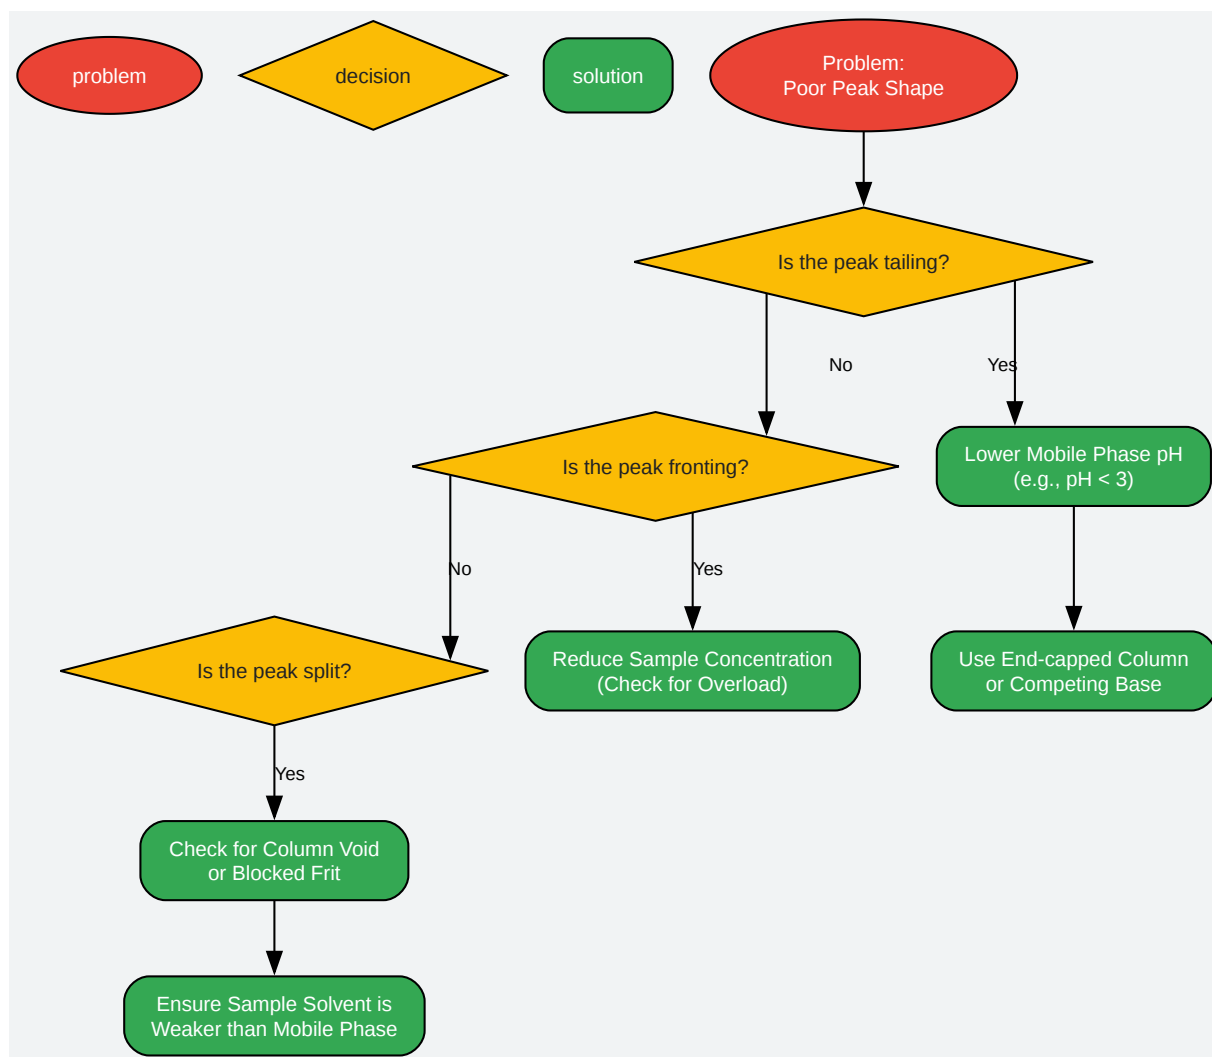 problem
decision
solution
Problem:
Poor Peak Shape
Is the peak tailing?
No
Yes
Is the peak fronting?
Lower Mobile Phase pH
(e.g., pH < 3)
No
Yes
Is the peak split?
Reduce Sample Concentration
(Check for Overload)
Use End-capped Column
or Competing Base
Yes
Check for Column Void
or Blocked Frit
Ensure Sample Solvent is
Weaker than Mobile Phase